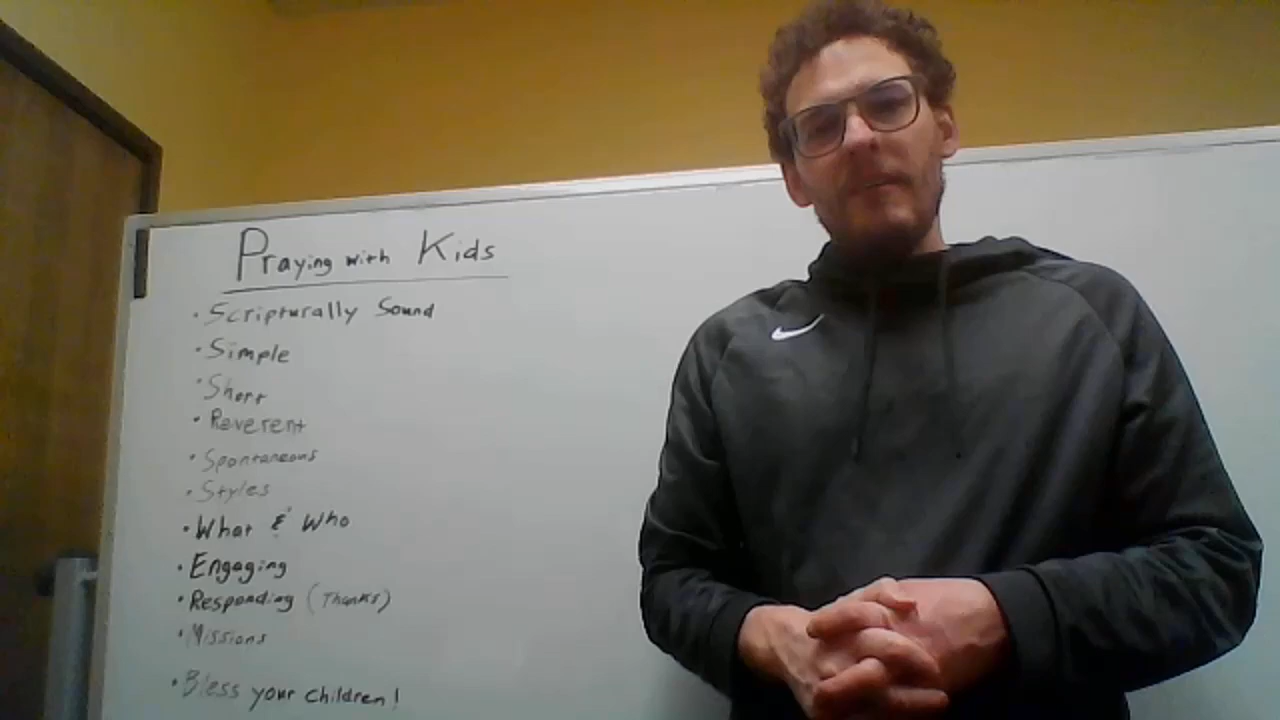 Praying with Kids
• Scripturally Sound
• Simple
• Short
• Reverent
• Spontaneous
• Styles
• What & Who
• Engaging
• Responding (Thanks)
• Missions
• Bless your children!